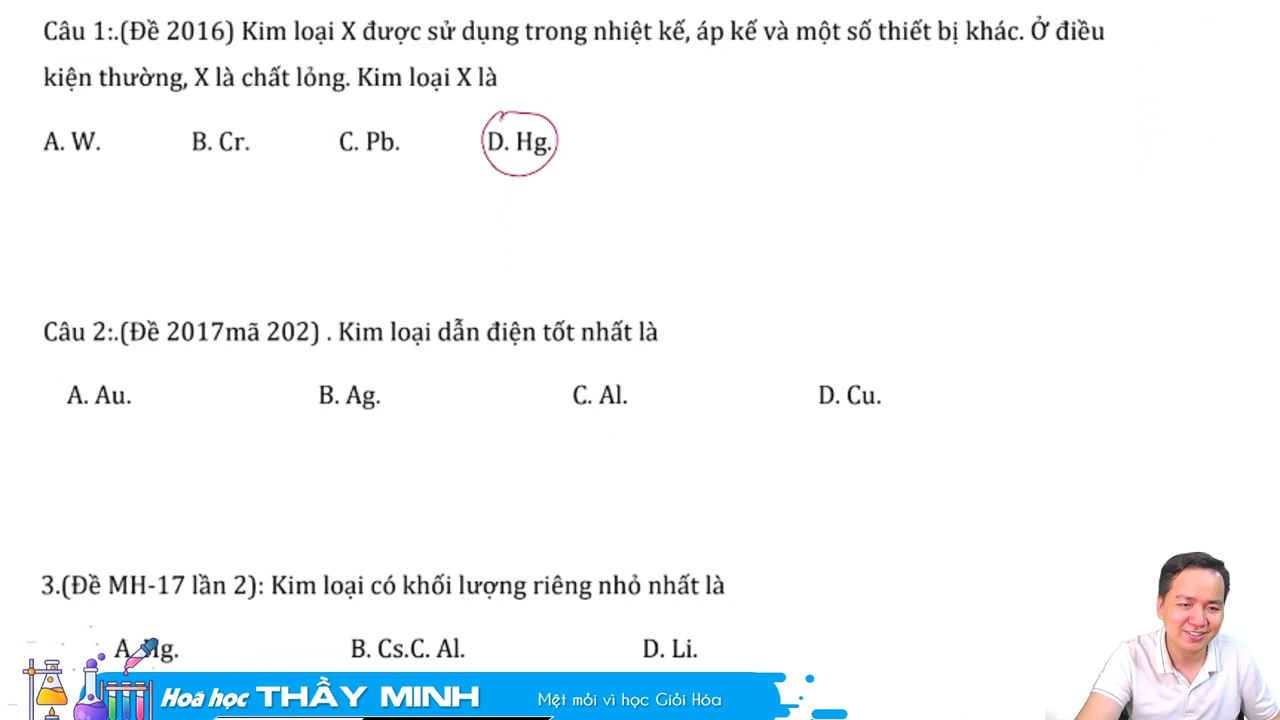 Câu 1:.(Đề 2016) Kim loại X được sử dụng trong nhiệt kế, áp kế và một số thiết bị khác. Ở điều
kiện thường, X là chất lỏng. Kim loại X là
A. W. B. Cr. C. Pb. D. Hg.
Câu 2:.(Đề 2017mã 202) . Kim loại dẫn điện tốt nhất là
A. Au. B. Ag. C. Al. D. Cu.
3.(Đề MH-17 lần 2): Kim loại có khối lượng riêng nhỏ nhất là
A. B. Cs.C. Al. D. Li.
Hoá học THẦY MINH Mệt mỏi vì học Giỏi Hóa